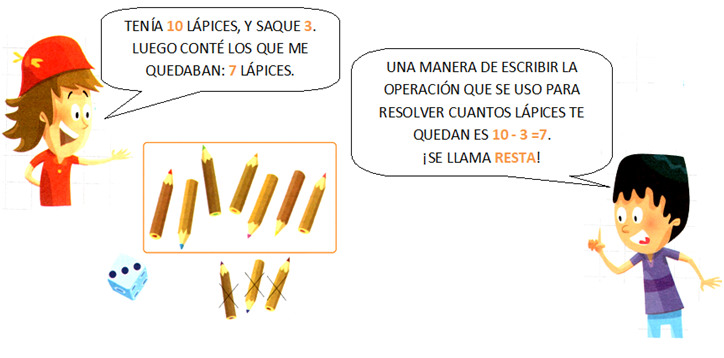 TENÍA 10 LÁPICES, Y SAQUE 3.
LUEGO CONTÉ LOS QUE ME
QUEDABAN: 7 LÁPICES.
UNA MANERA DE ESCRIBIR LA
OPERACIÓN QUE SE USO PARA
RESOLVER CUANTOS LÁPICES TE
QUEDAN ES 10 - 3 =7.
¡SE LLAMA RESTA!